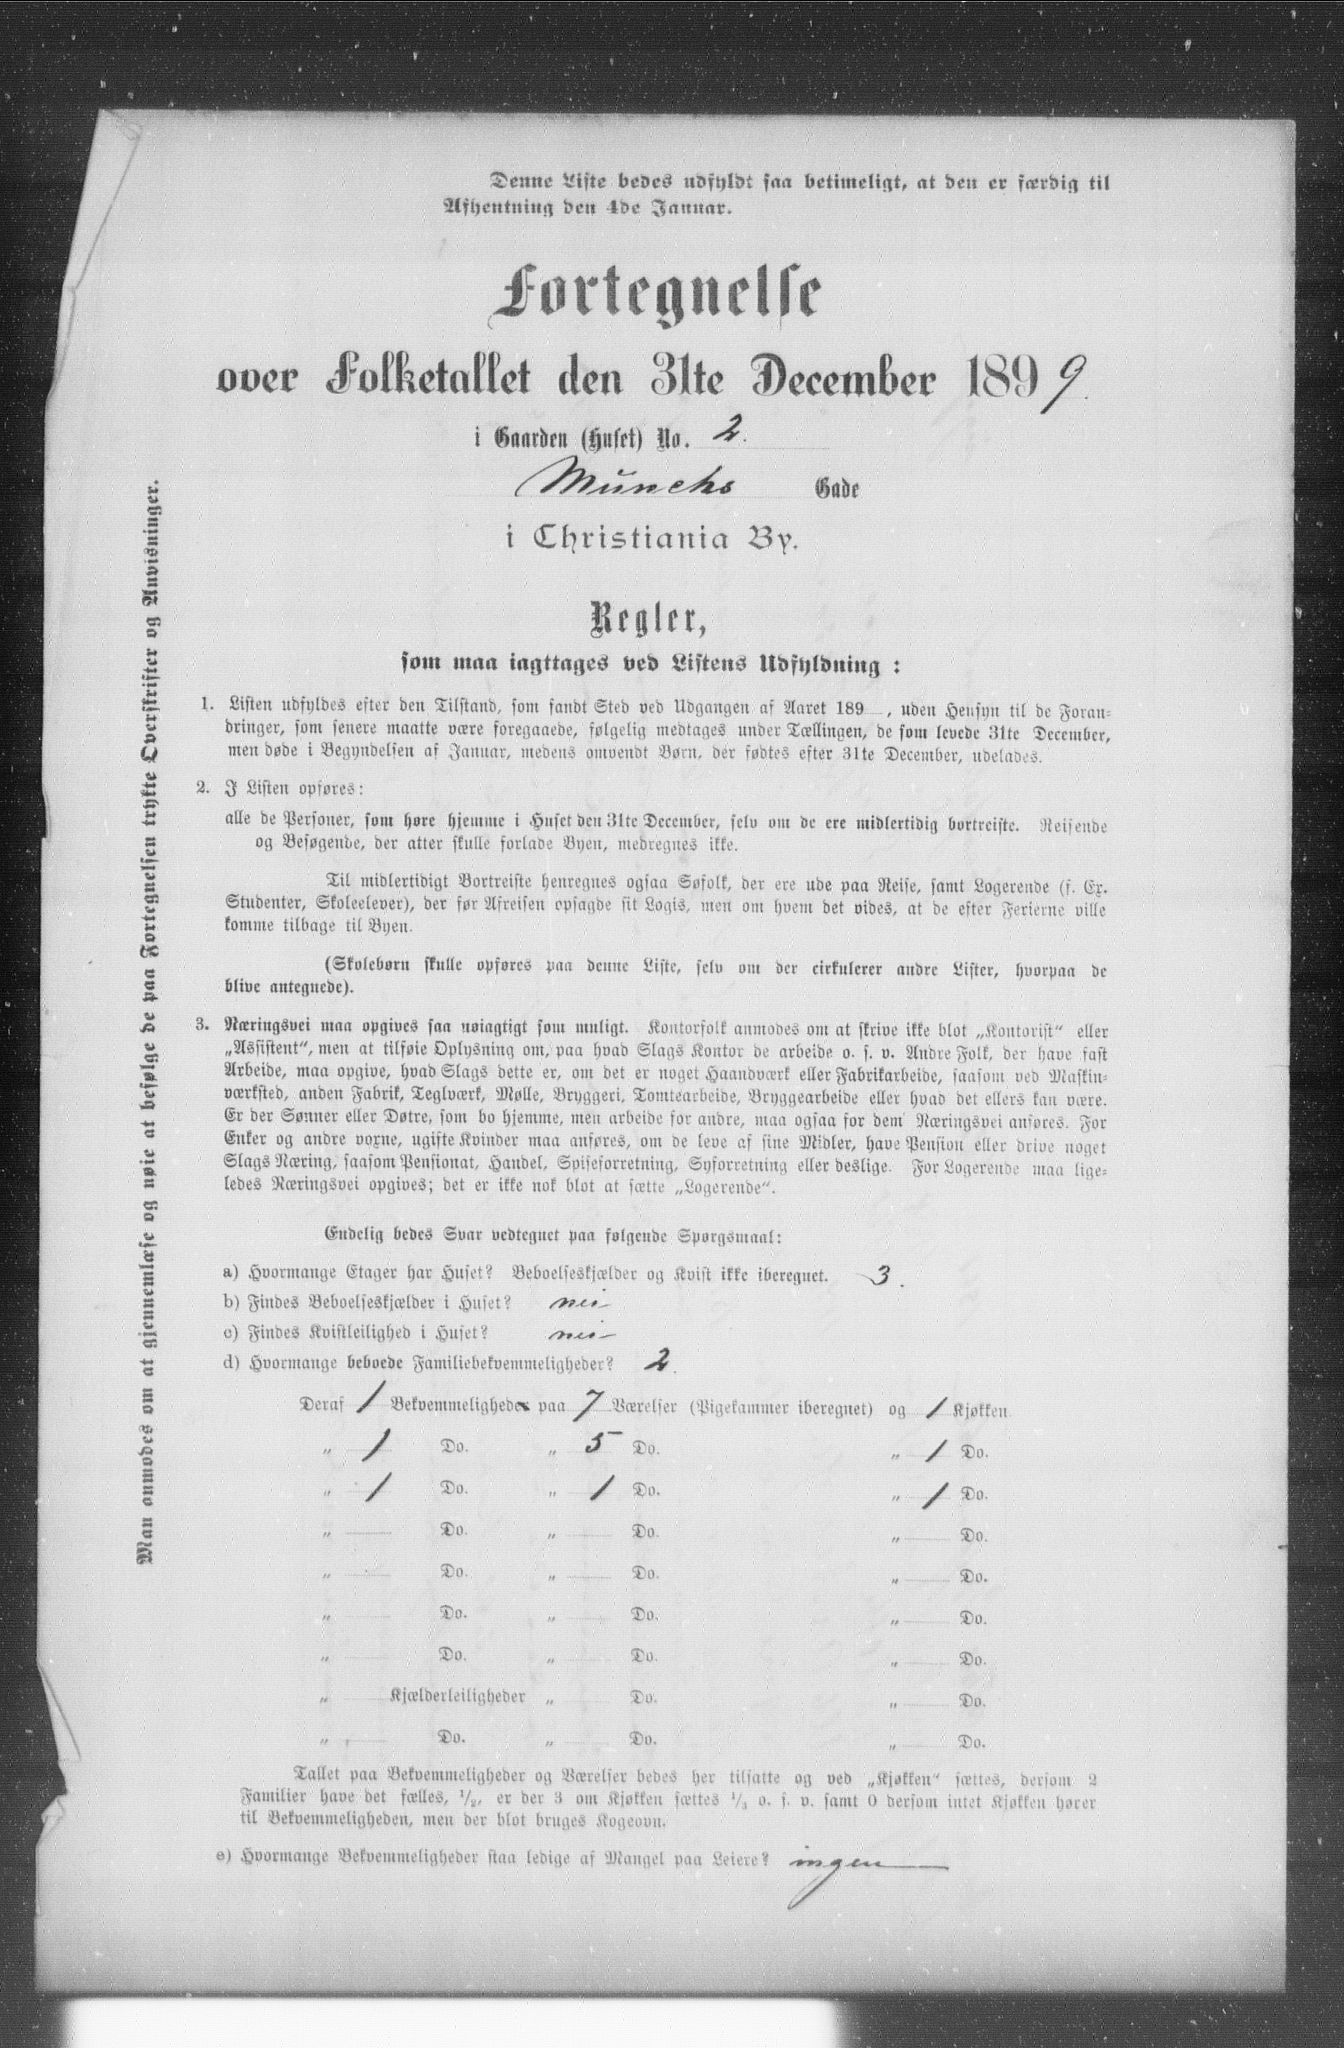 Denne Liste bedes udfyldt saa betimeligt, at den er færdig til
Afhentning den 4de Januar.
Fortegnelse
over Folketallet den 31te December 1899.
i Gaarden (Huset) No. 2.
Münchs Gade
i Christiania By.
Regler,
som maa iagttages ved Listens Udfyldning:
1. Listen udfyldes efter den Tilstand, som fandt Sted ved Udgangen af Aaret 189 , uden Hensyn til de Foran-
dringer, som senere maatte være foregaaede, følgelig medtages under Tællingen, de som levede 31te December,
men døde i Begyndelsen af Januar, medens omvendt Børn, der fødtes efter 31te December, udelades.
2. I Listen opføres:
alle de Personer, som høre hjemme i Huset den 31te December, selv om de ere midlertidig bortreiste. Reisende
og Besøgende, der atter skulle forlade Byen, medregnes ikke.
Til midlertidigt Bortreiste henregnes ogsaa Søfolk, der ere ude paa Reise, samt Logerende (f. Ex.
Studenter, Skoleelever), der før Afreisen opsagde sit Logis, men om hvem det vides, at de efter Ferierne ville
komme tilbage til Byen.
(Skolebørn skulle opføres paa denne Liste, selv om der cirkulerer andre Lister, hvorpaa de
blive antegnede).
3. Næringsvei maa opgives saa nøiagtigt som muligt. Kontorfolk anmodes om at skrive ikke blot „Kontorist" eller
„Assistent", men at tilføie Oplysning om, paa hvad Slags Kontor de arbeide o. s. v. Andre Folk, der have fast
Arbeide, maa opgive, hvad Slags dette er, om det er noget Haandværk eller Fabrikarbeide, saasom ved Maskin-
værksted, anden Fabrik, Teglværk, Mølle, Bryggeri, Tomtearbeide, Bryggearbeide eller hvad det ellers kan være.
Er der Sønner eller Døtre, som bo hjemme, men arbeide for andre, maa ogsaa for dem Næringsvei anføres. For
Enker og andre voxne, ugifte Kvinder maa anføres, om de leve af sine Midler, have Pension eller drive noget
Slags Næring, saasom Pensionat, Handel, Spiseforretning, Syforretning eller deslige. For Logerende maa lige-
ledes Næringsvei opgives; det er ikke nok blot at sætte „Logerende".
Endelig bedes Svar vedtegnet paa følgende Spørgsmaal:
a) Hvormange Etager har Huset? Beboelseskjælder og Kvist ikke iberegnet. 3.
b) Findes Beboelseskjælder i Huset? nei
c) Findes Kvistleilighed i Huset? nei
d) Hvormange beboede Familiebekvemmeligheder? 2.
Deraf 1 Bekvemmeligheder paa 7 Værelser (Pigekammer iberegnet) og 1 Kjøkken
„ 1 Do. „ 5 Do. „ 1 Do.
„ 1 Do. „ 1 Do. „ 1 Do.
„ Do. „ Do. „ Do.
„ Do. „ Do. „ Do.
„ Do. „ Do. „ Do.
„ Do. „ Do. „ Do.
„ Kjælderleiligheder „ Do. „ Do.
„ Do. „ Do. „ Do.
Tallet paa Bekvemmeligheder og Værelser bedes her tilsatte og ved „Kjøkken" sættes, dersom 2
Familier have det fælles, 1/2, er der 3 om Kjøkken sættes 1/3 o. s. v. samt 0 dersom intet Kjøkken hører
til Bekvemmeligheden, men der blot bruges Kogeovn.
e) Hvormange Bekvemmeligheder staa ledige af Mangel paa Leiere? ingen
Man anmodes om at gjennemlæse og nøie at befølge de paa Fortegnelsen trykte Overskrifter og Anvisninger.